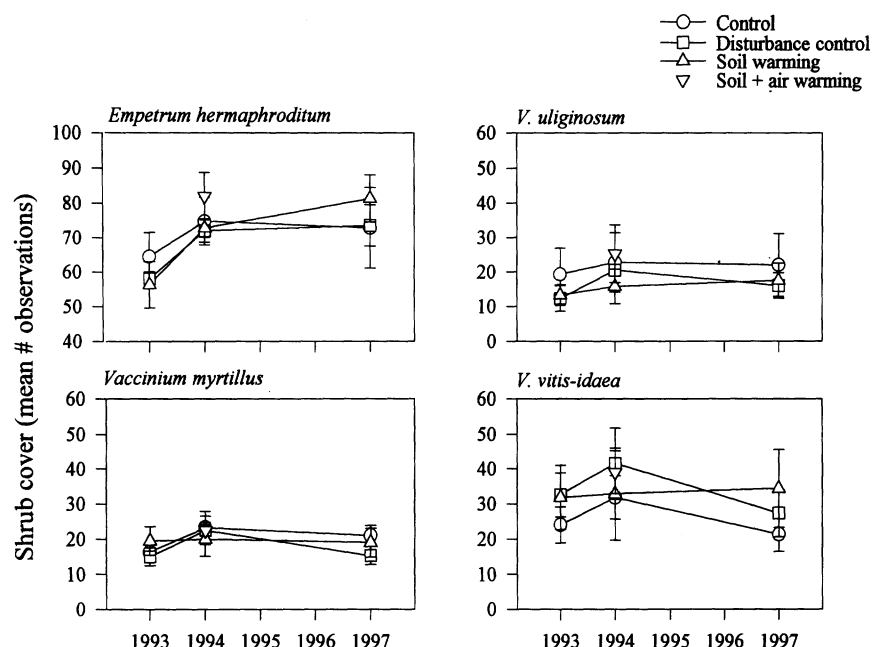 Control
Disturbance control
Soil warming
Soil + air warming
Empetrum hermaphroditum
100
90
80
70
60
50
40
V. uliginosum
60
50
40
30
20
10
0
Shrub cover (mean # observations)
Vaccinium myrtillus
60
50
40
30
20
10
0
1993 1994 1995 1996 1997
V. vitis-idaea
60
50
40
30
20
10
0
1993 1994 1995 1996 1997